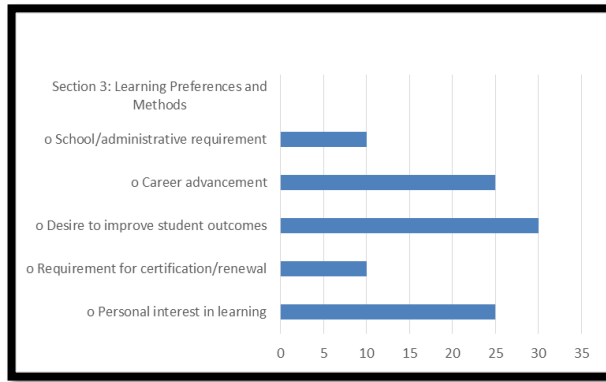 Section 3: Learning Preferences and
Methods
o School/administrative requirement
o Career advancement
o Desire to improve student outcomes
o Requirement for certification/renewal
o Personal interest in learning
0 5 10 15 20 25 30 35